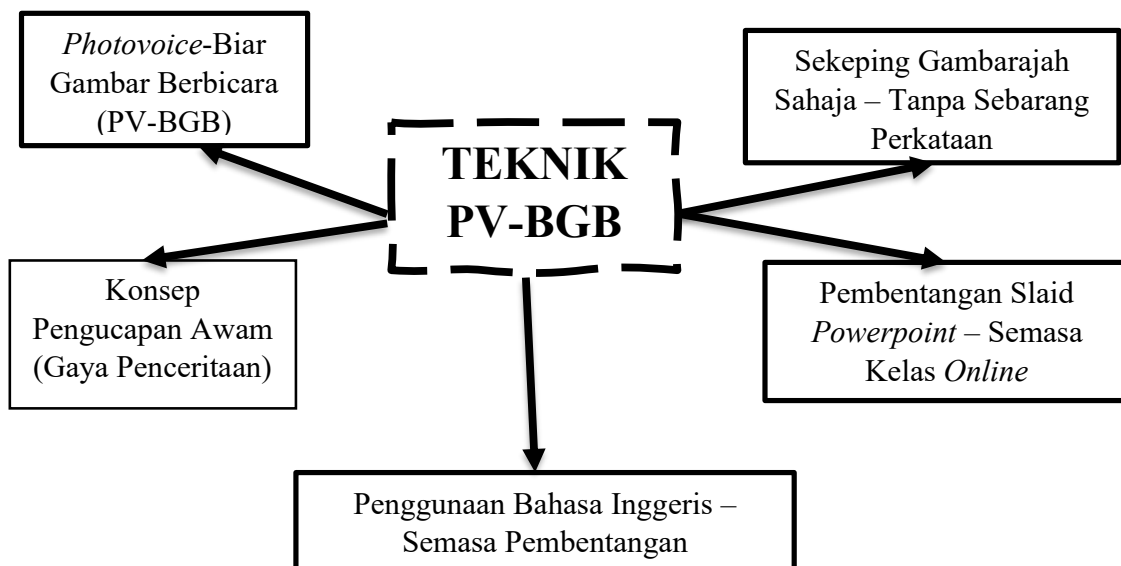 Photovoice-Biar
Gambar Berbicara
(PV-BGB)
Sekeping Gambarajah
Sahaja – Tanpa Sebarang
Perkataan
TEKNIK
PV-BGB
Konsep
Pengucapan Awam
(Gaya Penceritaan)
Pembentangan Slaid
Powerpoint – Semasa
Kelas Online
Penggunaan Bahasa Inggeris –
Semasa Pembentangan